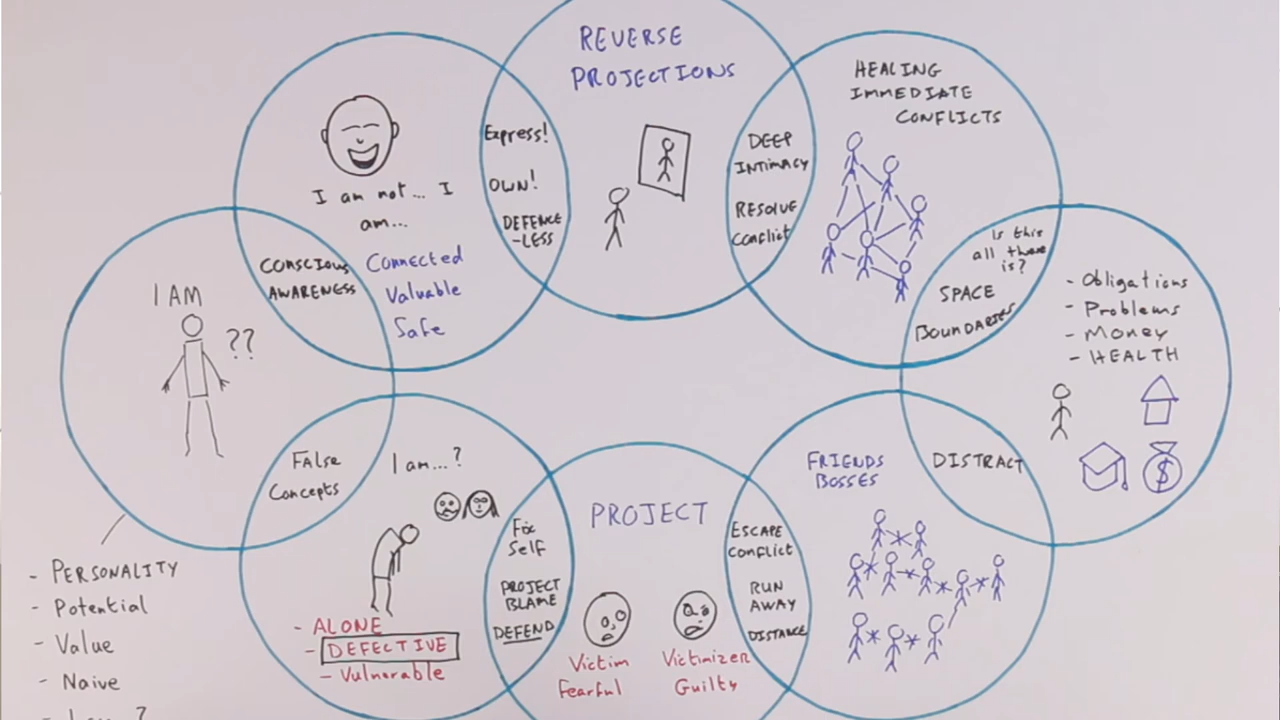 REVERSE
PROJECTIONS
HEALING
IMMEDIATE
CONFLICTS
Express!
OWN!
DEFENCE
-LESS
DEEP
INTIMACY
RESOLVE
Conflict
I am not... I
am...
Connected
Valuable
Safe
CONSCIOUS
AWARENESS
Is this
all there
is?
SPACE
BOUNDARIES
- Obligations
- Problems
- Money
- HEALTH
I AM
??
False
Concepts
I am...?
FRIENDS
BOSSES
DISTRACT
$
PROJECT
Fix
Self
PROJECT
BLAME
DEFEND
ESCAPE
Conflict
RUN
AWAY
DISTANCE
- PERSONALITY
- Potential
- Value
- Naive
- ALONE
- DEFECTIVE
- Vulnerable
Victim
Fearful
Victimizer
Guilty